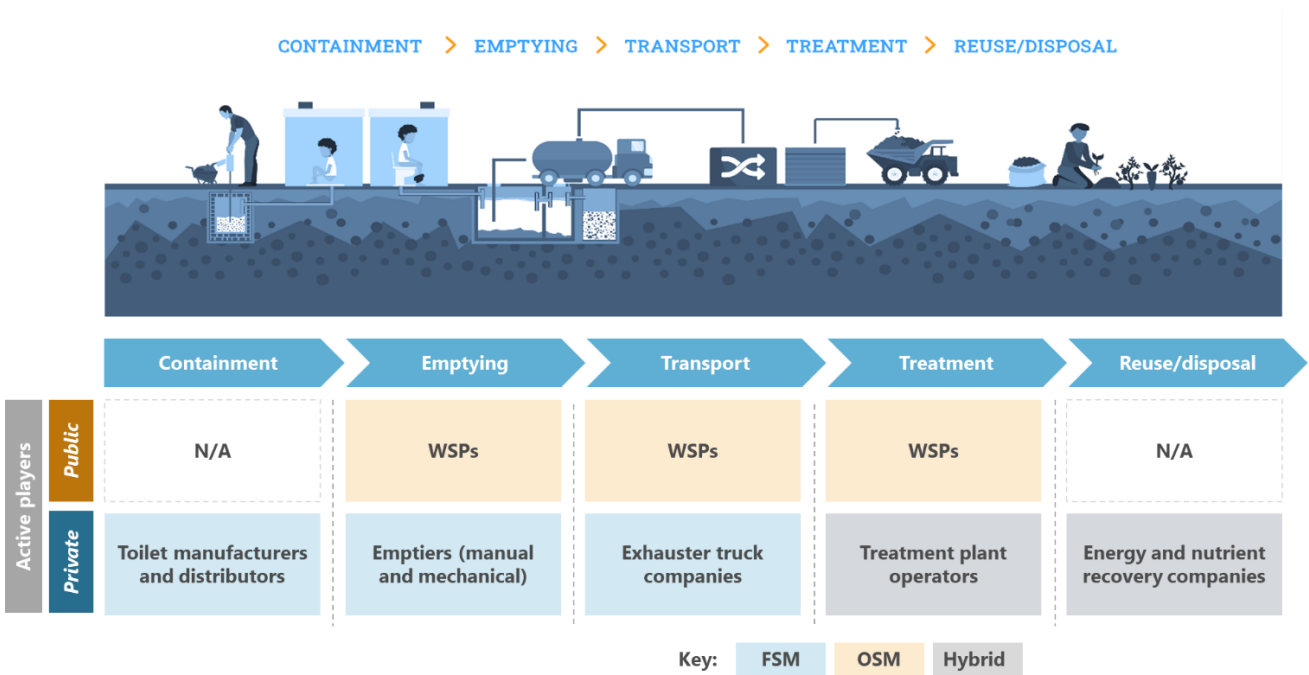 CONTAINMENT > EMPTYING > TRANSPORT > TREATMENT > REUSE/DISPOSAL
Containment
Emptying
Transport
Treatment
Reuse/disposal
Active players
Public
N/A
WSPs
WSPs
WSPs
N/A
Private
Toilet manufacturers
and distributors
Emptiers (manual
and mechanical)
Exhauster truck
companies
Treatment plant
operators
Energy and nutrient
recovery companies
Key: FSM OSM Hybrid